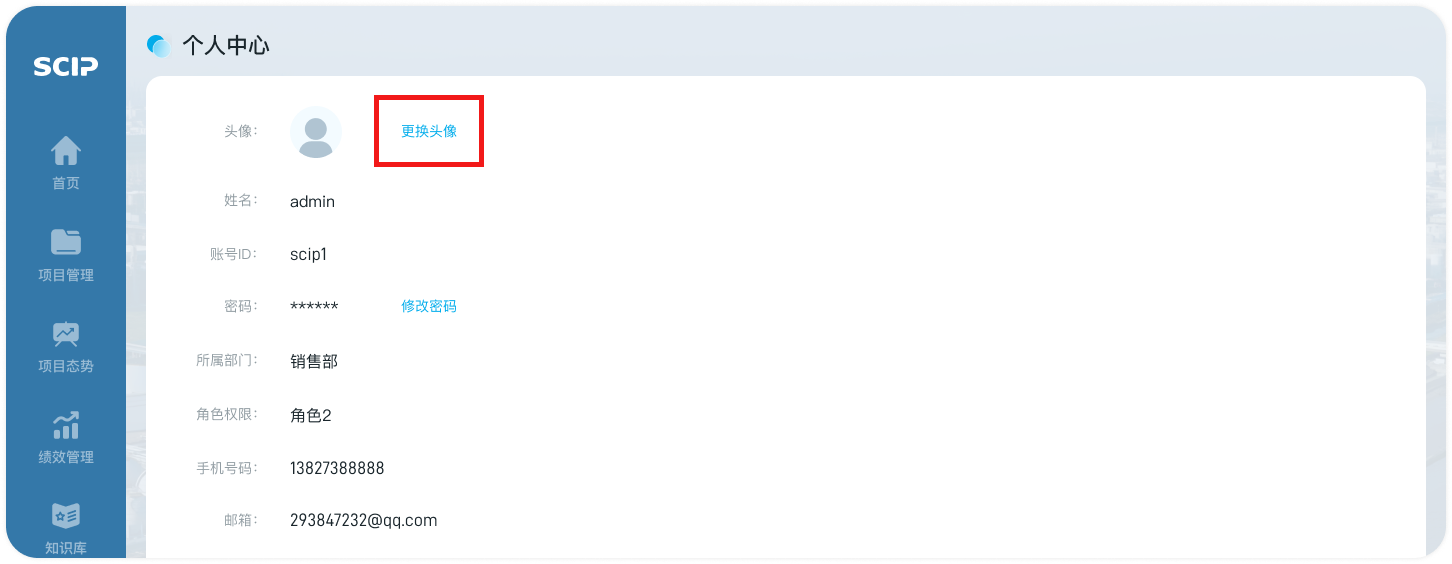 SCIP
首页
项目管理
项目态势
绩效管理
知识库
个人中心
头像： 更换头像
姓名： admin
账号ID： scip1
密码： ****** 修改密码
所属部门： 销售部
角色权限： 角色2
手机号码： 13827388888
邮箱： 293847232@qq.com